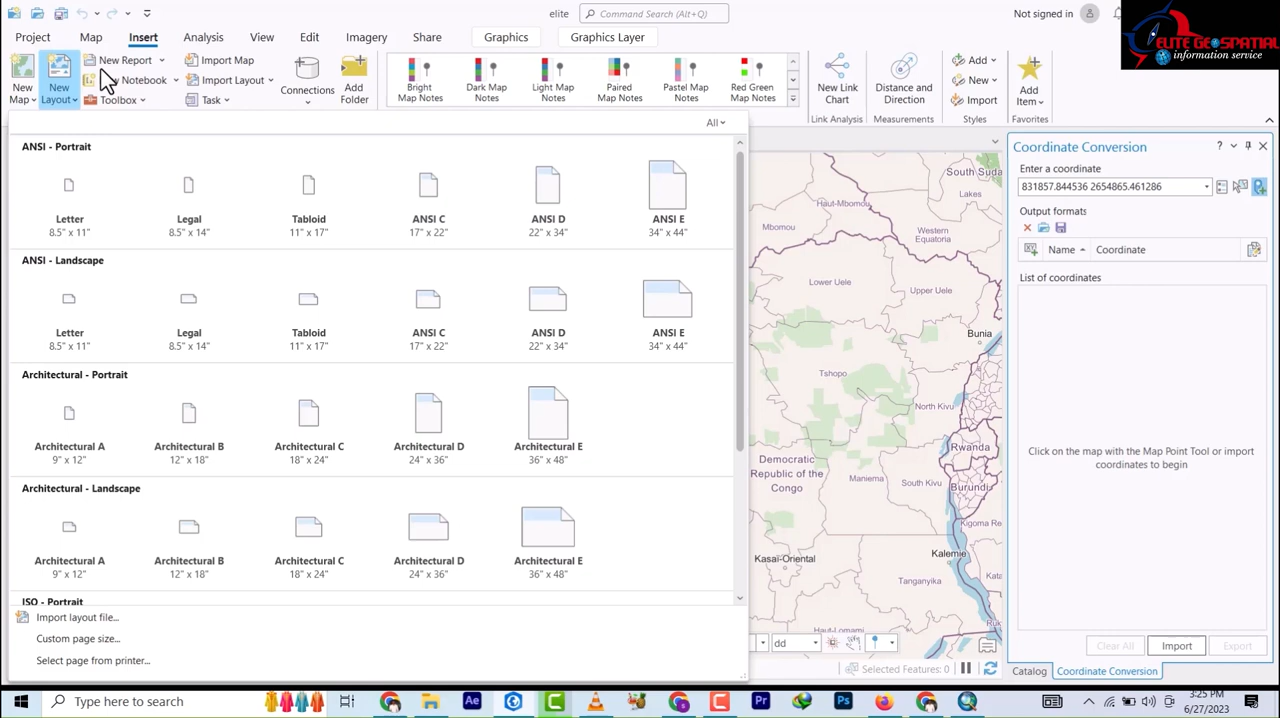 elite
Command Search (Alt+Q)
Not signed in
ELITE GEOSPATIAL
information service
Project
Map
Insert
Analysis
View
Edit
Imagery
Share
Graphics
Graphics Layer
New Map
New Layout
New Report
Notebook
Toolbox
Import Map
Import Layout
Task
Connections
Add Folder
Bright Map Notes
Dark Map Notes
Light Map Notes
Paired Map Notes
Pastel Map Notes
Red Green Map Notes
New Link Chart
Link Analysis
Distance and Direction
Measurements
Add
New
Import
Styles
Add Item
Favorites
All
ANSI - Portrait
Letter
Legal
Tabloid
ANSI C
ANSI D
ANSI E
8.5" x 11"
8.5" x 14"
11" x 17"
17" x 22"
22" x 34"
34" x 44"
ANSI - Landscape
Letter
Legal
Tabloid
ANSI C
ANSI D
ANSI E
8.5" x 11"
8.5" x 14"
11" x 17"
17" x 22"
22" x 34"
34" x 44"
Architectural - Portrait
Architectural A
Architectural B
Architectural C
Architectural D
Architectural E
9" x 12"
12" x 18"
18" x 24"
24" x 36"
36" x 48"
Architectural - Landscape
Architectural A
Architectural B
Architectural C
Architectural D
Architectural E
9" x 12"
12" x 18"
18" x 24"
24" x 36"
36" x 48"
ISO - Portrait
Import layout file...
Custom page size...
Select page from printer...
South Suda
Lakes
Haut-Mbomou
Mbomou
Western
Equatoria
Lower Uele
Upper Uele
Bunia
Tshopo
North Kivu
Rwanda
Democratic
Republic of the
Congo
Maniema
South Kivu
Burundi
Kigoma Re
Kalemie
Kasaï-Oriental
Tanganyika
Kata
Haut-Lomami
dd
Selected Features: 0
Coordinate Conversion
Enter a coordinate
831857.844536 2654865.461286
Output formats
Name
Coordinate
List of coordinates
Click on the map with the Map Point Tool or import
coordinates to begin
Clear All
Import
Export
Catalog
Coordinate Conversion
Type here to search
3:25 PM
6/27/2023